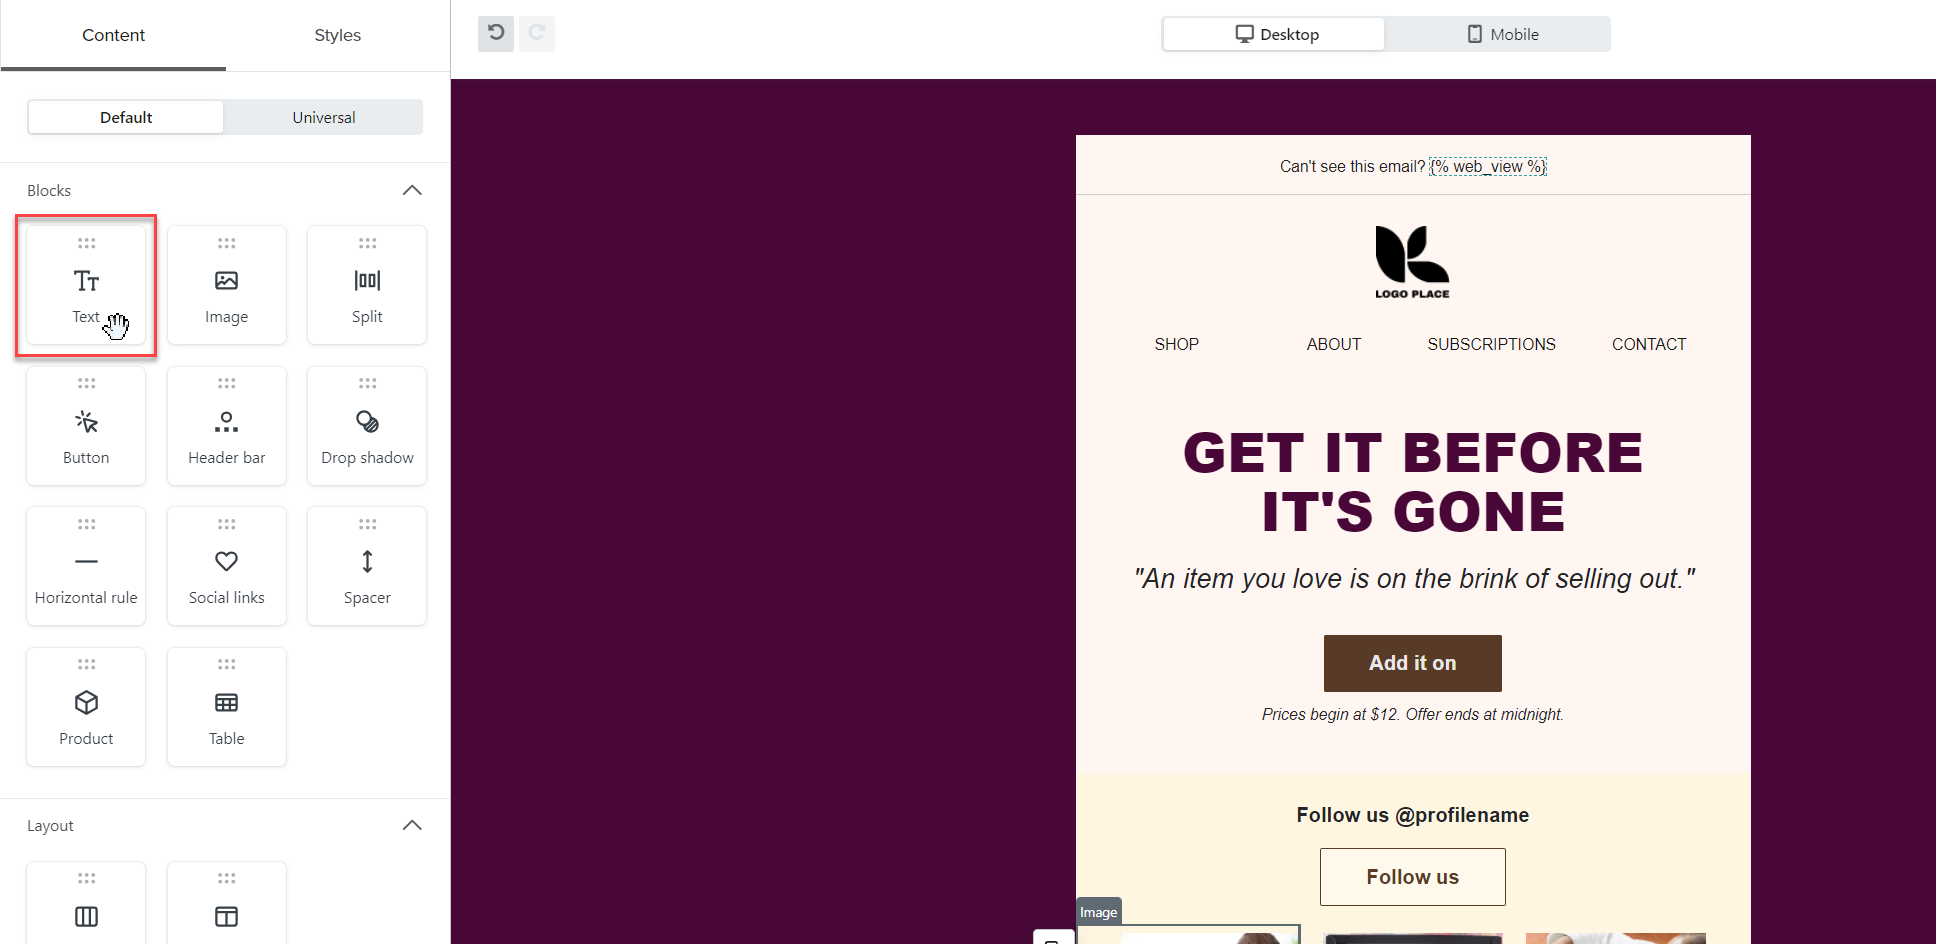 Content
Styles
Desktop
Mobile
Default
Universal
Blocks
Text
Image
Split
Button
Header bar
Drop shadow
Horizontal rule
Social links
Spacer
Product
Table
Layout
Can't see this email? {% web_view %}
LOGO PLACE
SHOP
ABOUT
SUBSCRIPTIONS
CONTACT
GET IT BEFORE
IT'S GONE
"An item you love is on the brink of selling out."
Add it on
Prices begin at $12. Offer ends at midnight.
Follow us @profilename
Follow us
Image